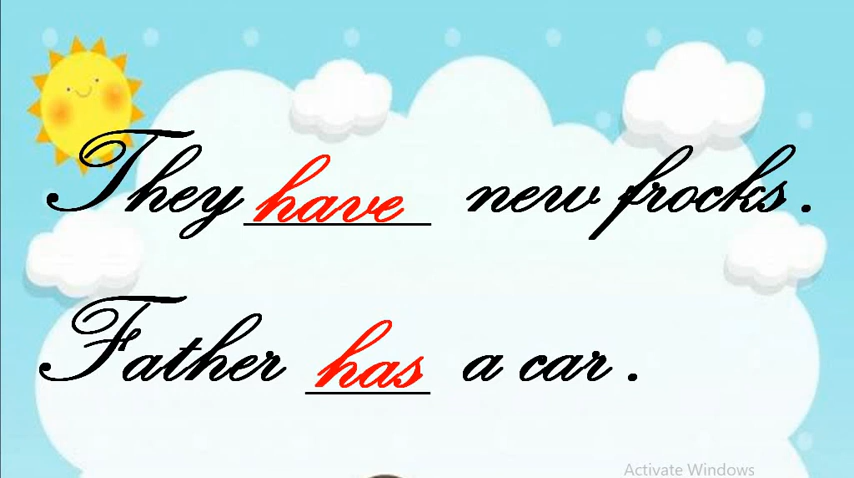 They have new frocks.
Father has a car.
Activate Windows